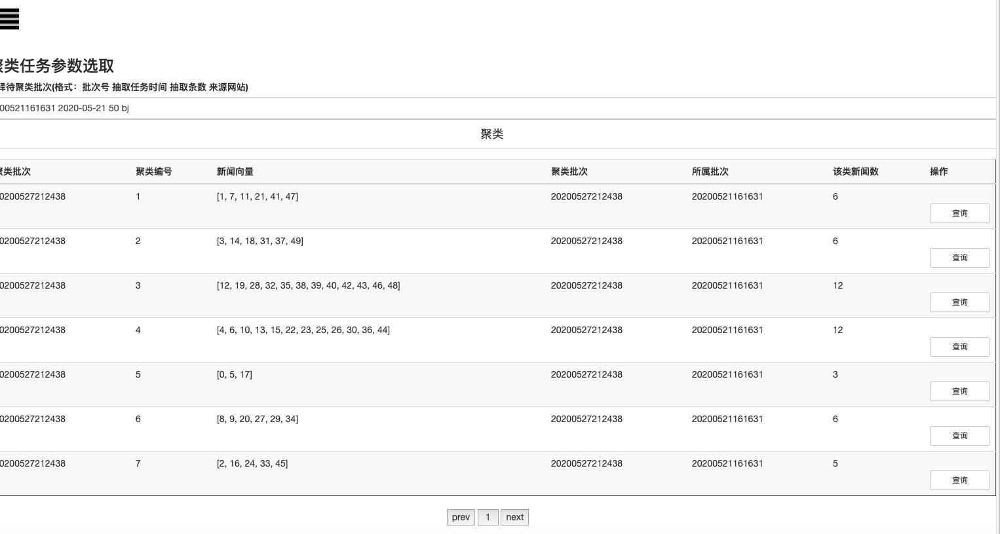 聚类任务参数选取
择待聚类批次(格式：批次号 抽取任务时间 抽取条数 来源网站)
00521161631 2020-05-21 50 bj
聚类
聚类批次 聚类编号 新闻向量 聚类批次 所属批次 该类新闻数 操作
0200527212438 1 [1, 7, 11, 21, 41, 47] 20200527212438 20200521161631 6
查询
0200527212438 2 [3, 14, 18, 31, 37, 49] 20200527212438 20200521161631 6
查询
0200527212438 3 [12, 19, 28, 32, 35, 38, 39, 40, 42, 43, 46, 48] 20200527212438 20200521161631 12
查询
0200527212438 4 [4, 6, 10, 13, 15, 22, 23, 25, 26, 30, 36, 44] 20200527212438 20200521161631 12
查询
0200527212438 5 [0, 5, 17] 20200527212438 20200521161631 3
查询
0200527212438 6 [8, 9, 20, 27, 29, 34] 20200527212438 20200521161631 6
查询
0200527212438 7 [2, 16, 24, 33, 45] 20200527212438 20200521161631 5
查询
prev 1 next